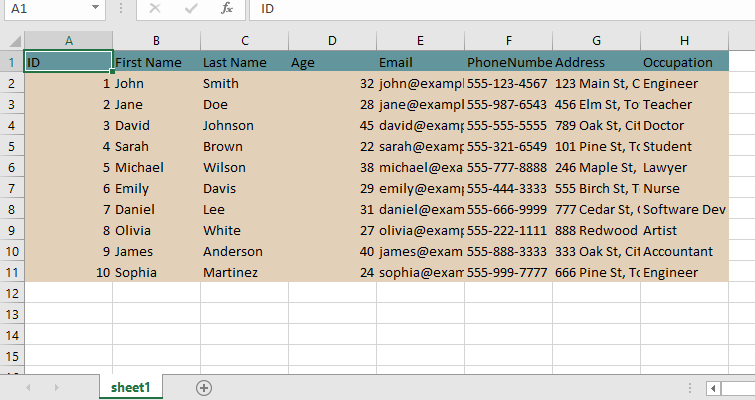 A1 fx ID
A B C D E F G H
1 ID First Name Last Name Age Email PhoneNumbe Address Occupation
2 1 John Smith 32 john@exampl 555-123-4567 123 Main St, C Engineer
3 2 Jane Doe 28 jane@exampl 555-987-6543 456 Elm St, To Teacher
4 3 David Johnson 45 david@examp 555-555-5555 789 Oak St, Cit Doctor
5 4 Sarah Brown 22 sarah@examp 555-321-6549 101 Pine St, To Student
6 5 Michael Wilson 38 michael@exa 555-777-8888 246 Maple St, Lawyer
7 6 Emily Davis 29 emily@examp 555-444-3333 555 Birch St, T Nurse
8 7 Daniel Lee 31 daniel@exam 555-666-9999 777 Cedar St, Software Dev
9 8 Olivia White 27 olivia@examp 555-222-1111 888 Redwood Artist
10 9 James Anderson 40 james@exam 555-888-3333 333 Oak St, Cit Accountant
11 10 Sophia Martinez 24 sophia@exam 555-999-7777 666 Pine St, To Engineer
12
13
14
15
sheet1